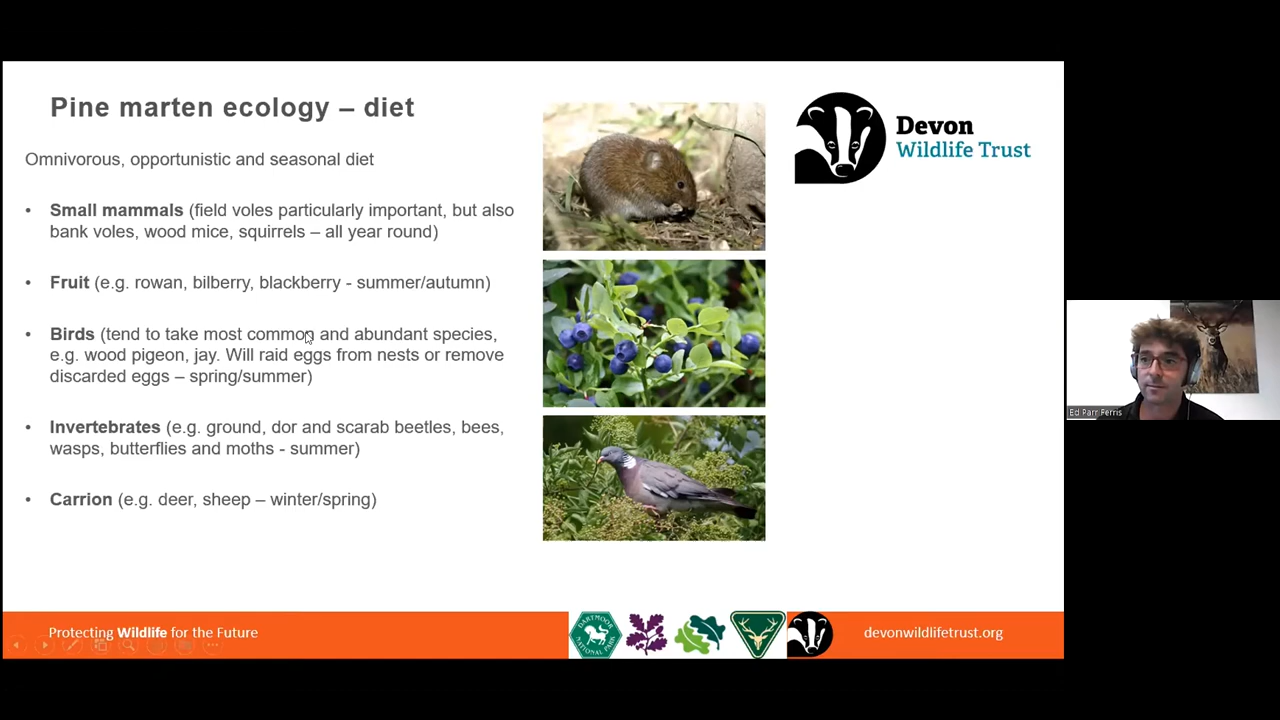 Pine marten ecology – diet
Omnivorous, opportunistic and seasonal diet
• Small mammals (field voles particularly important, but also
bank voles, wood mice, squirrels – all year round)
• Fruit (e.g. rowan, bilberry, blackberry - summer/autumn)
• Birds (tend to take most common and abundant species,
e.g. wood pigeon, jay. Will raid eggs from nests or remove
discarded eggs – spring/summer)
• Invertebrates (e.g. ground, dor and scarab beetles, bees,
wasps, butterflies and moths - summer)
• Carrion (e.g. deer, sheep – winter/spring)
Devon
Wildlife Trust
Ed Parr Ferris
Protecting Wildlife for the Future
DARTMOOR
NATIONAL PARK
devonwildlifetrust.org